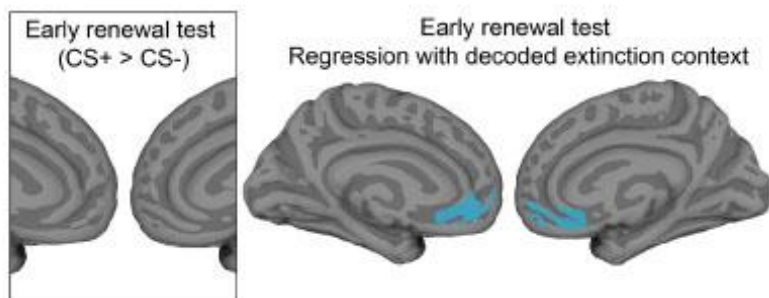 Early renewal test
(CS+ > CS-)
Early renewal test
Regression with decoded extinction context